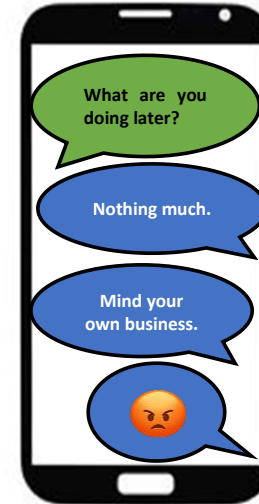 What are you
doing later?
Nothing much.
Mind your
own business.